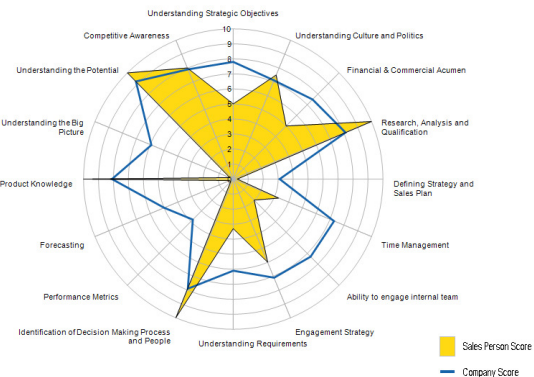 Understanding Strategic Objectives
Competitive Awareness
Understanding Culture and Politics
Understanding the Potential
Financial & Commercial Acumen
Understanding the Big
Picture
Research, Analysis and
Qualification
Product Knowledge
Defining Strategy and
Sales Plan
Forecasting
Time Management
Performance Metrics
Ability to engage internal team
Identification of Decision Making Process
and People
Engagement Strategy
Understanding Requirements
10
9
8
7
6
5
4
3
2
1
Sales Person Score
Company Score